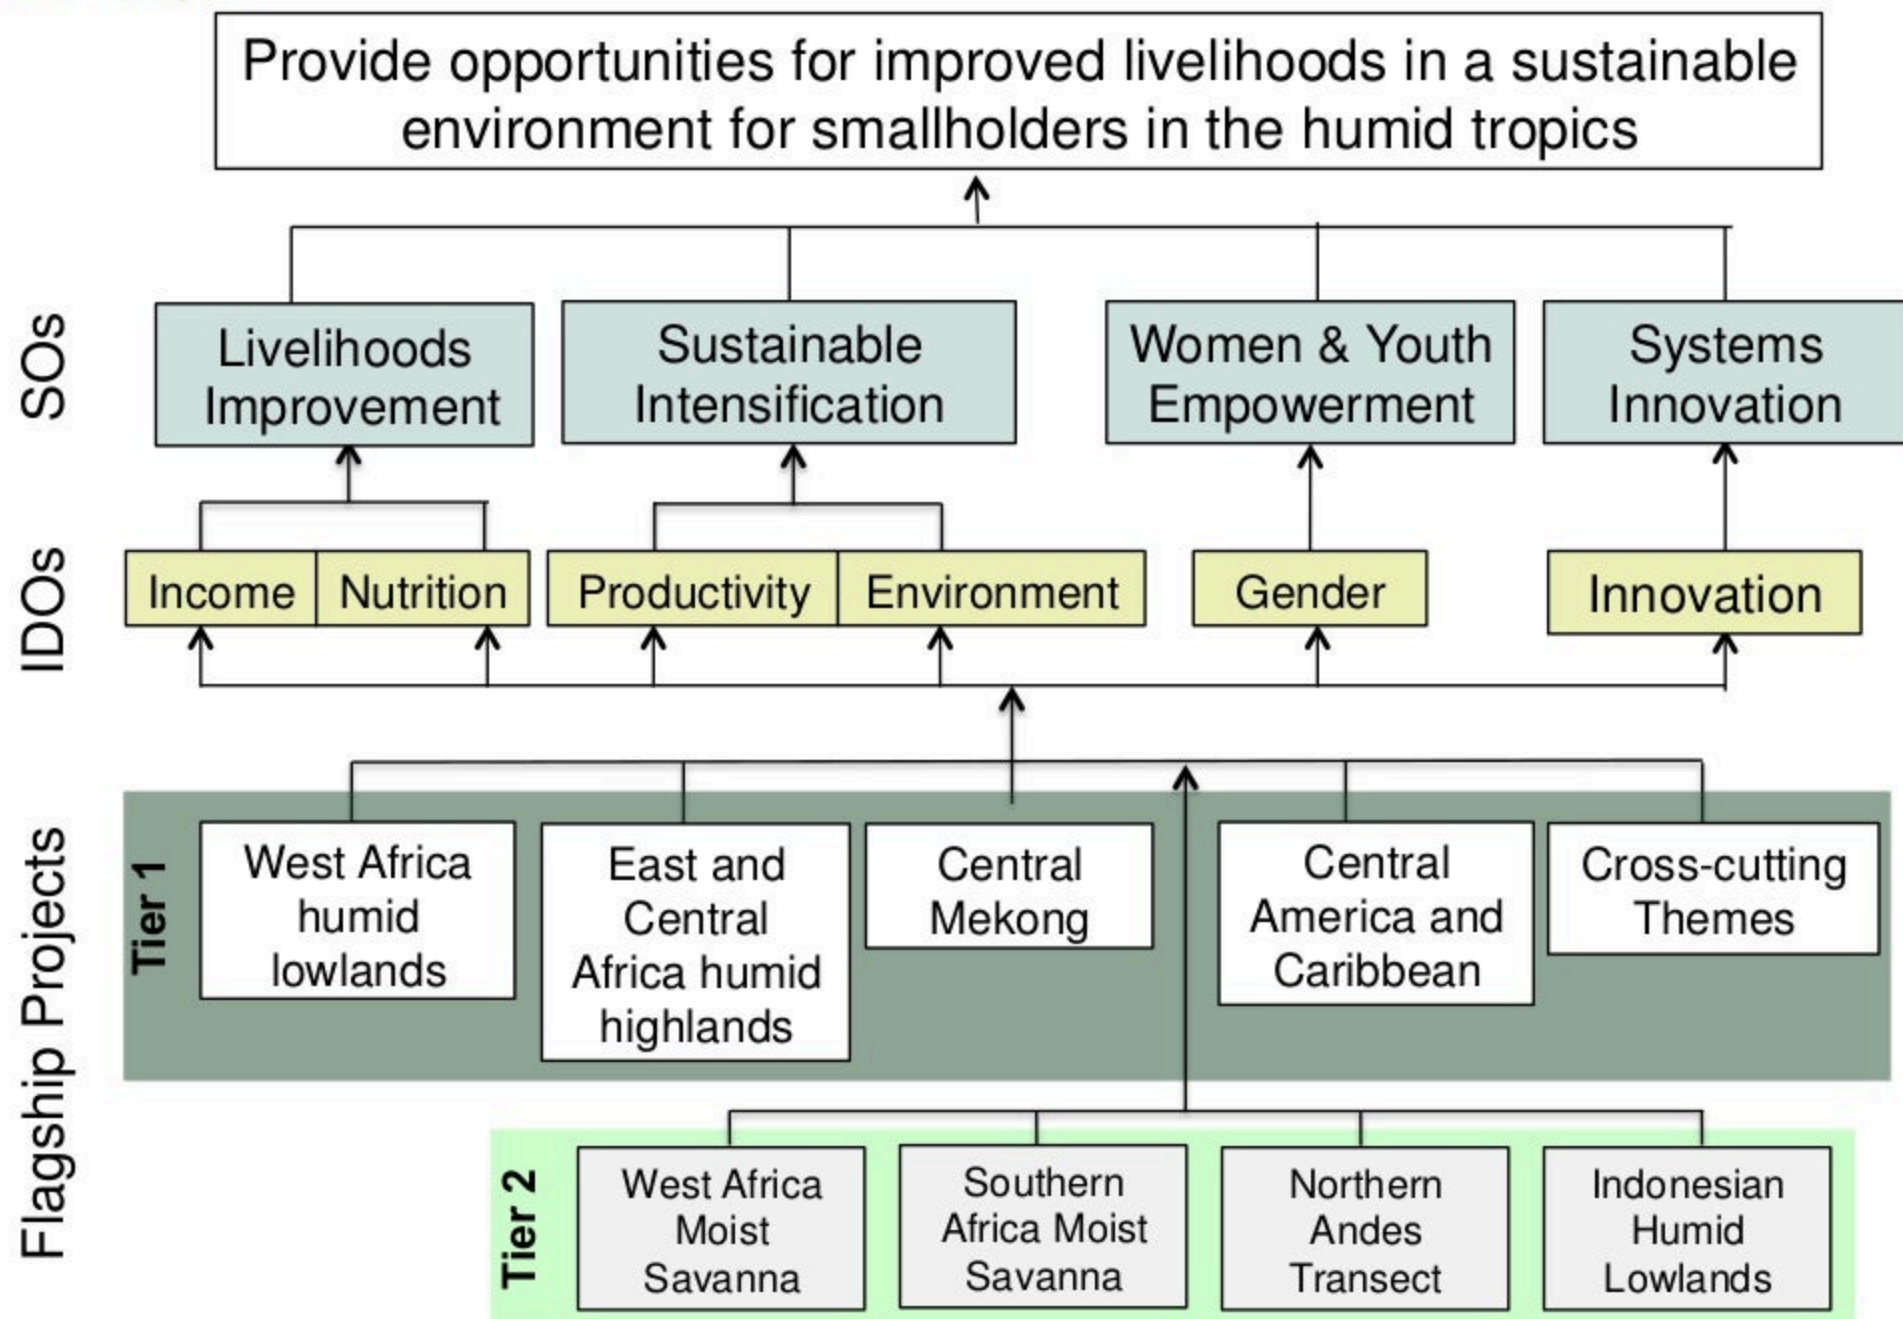 Provide opportunities for improved livelihoods in a sustainable
environment for smallholders in the humid tropics
SOs
Livelihoods
Improvement
Sustainable
Intensification
Women & Youth
Empowerment
Systems
Innovation
IDOs
Income
Nutrition
Productivity
Environment
Gender
Innovation
Flagship Projects
Tier 1
West Africa
humid
lowlands
East and
Central
Africa humid
highlands
Central
Mekong
Central
America and
Caribbean
Cross-cutting
Themes
Tier 2
West Africa
Moist
Savanna
Southern
Africa Moist
Savanna
Northern
Andes
Transect
Indonesian
Humid
Lowlands